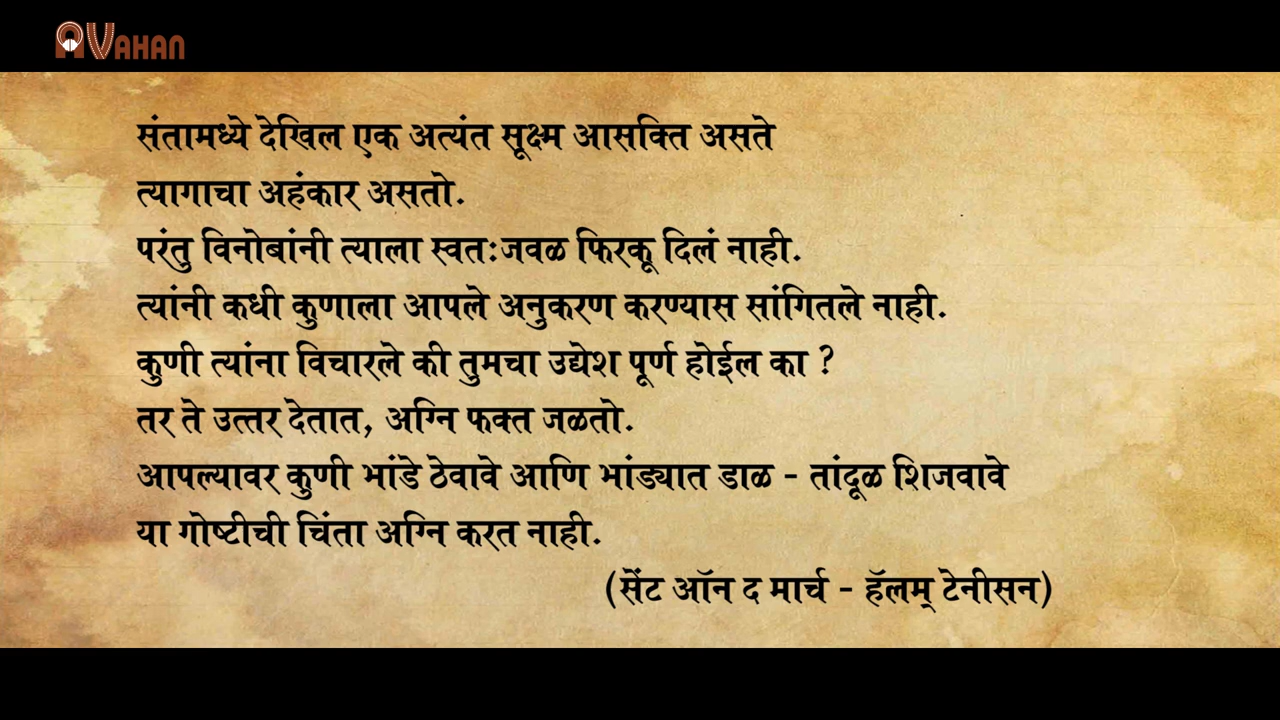 AVAHAN
संतामध्ये देखिल एक अत्यंत सूक्ष्म आसक्ति असते
त्यागाचा अहंकार असतो.
परंतु विनोबांनी त्याला स्वतःजवळ फिरकू दिलं नाही.
त्यांनी कधी कुणाला आपले अनुकरण करण्यास सांगितले नाही.
कुणी त्यांना विचारले की तुमचा उद्येश पूर्ण होईल का ?
तर ते उत्तर देतात, अग्नि फक्त जळतो.
आपल्यावर कुणी भांडे ठेवावे आणि भांड्यात डाळ - तांदूळ शिजवावे
या गोष्टीची चिंता अग्नि करत नाही.
(सेंट ऑन द मार्च - हॅलम् टेनीसन)